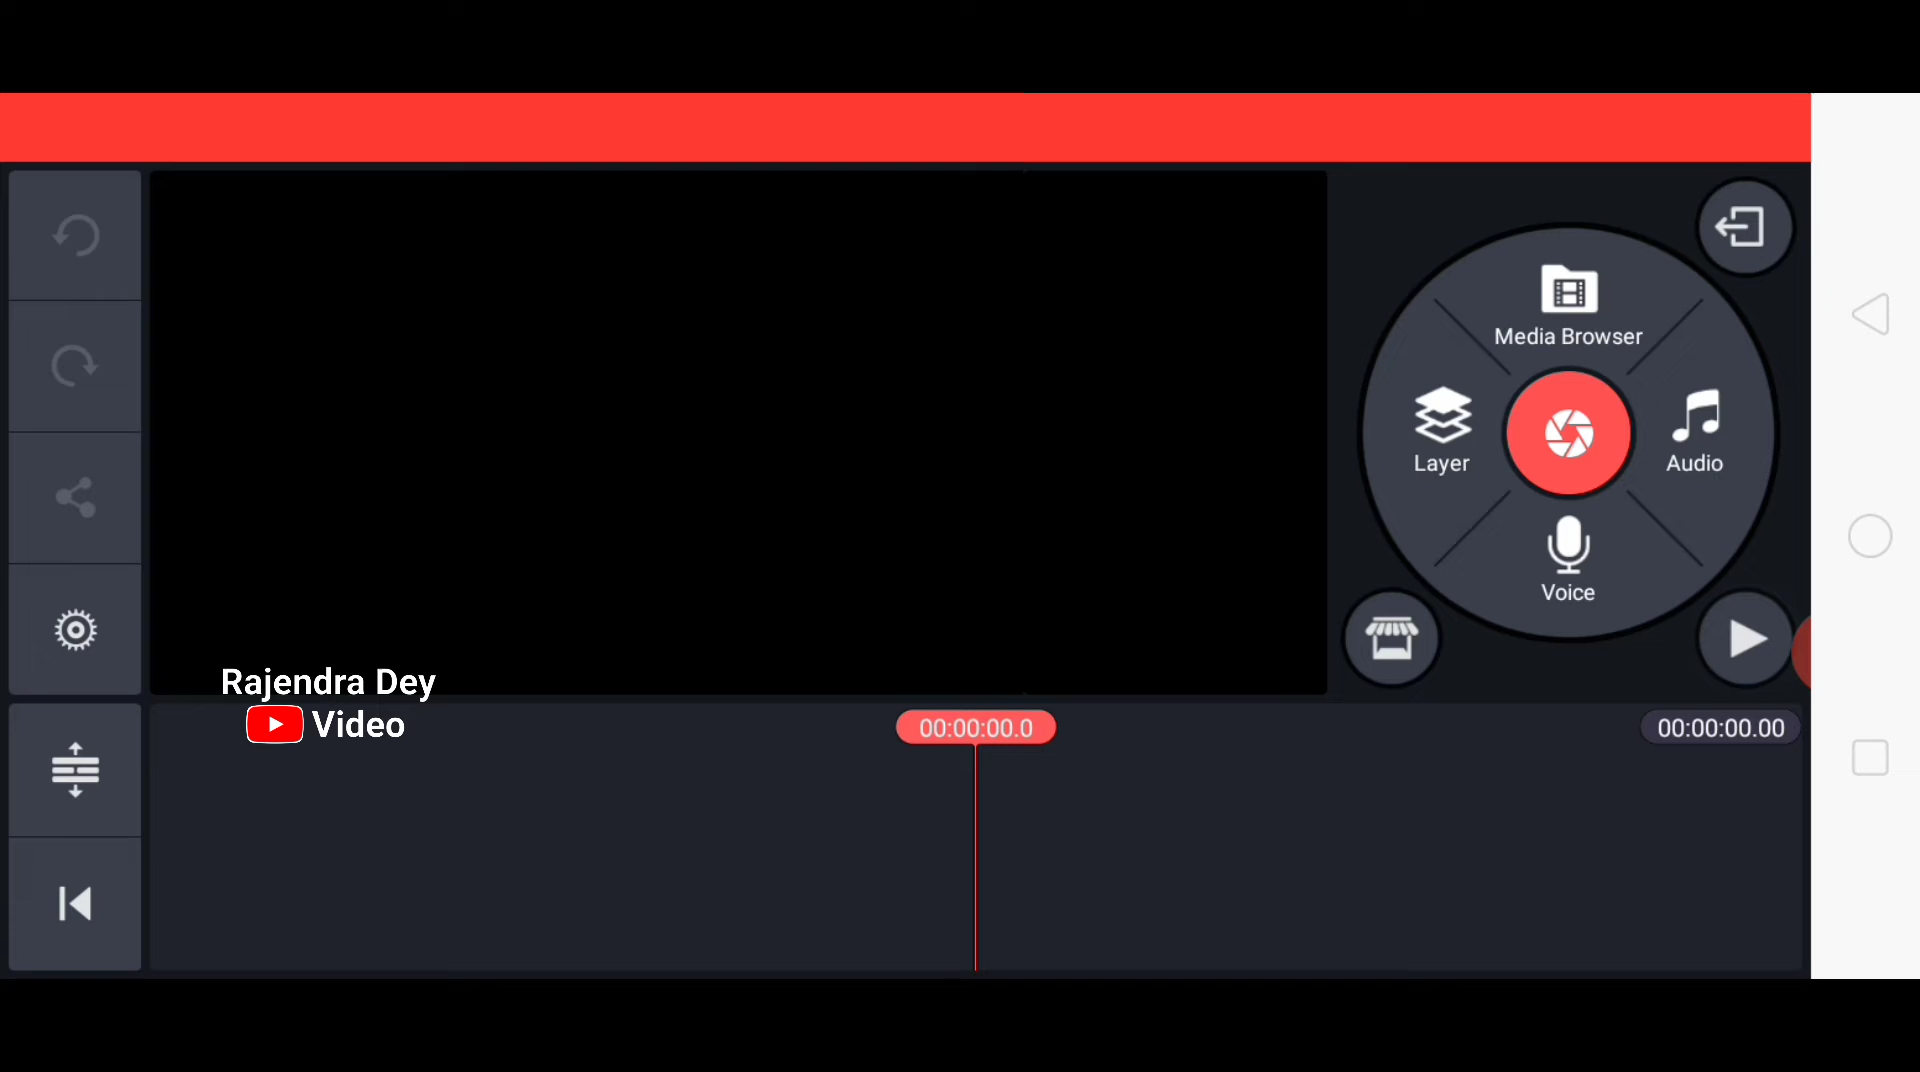 Media Browser
Layer
Audio
Voice
Rajendra Dey
Video
00:00:00.0
00:00:00.00